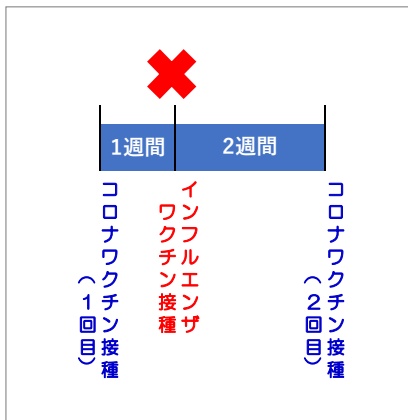 1週間
2週間
コロナワクチン接種
（1回目）
インフルエンザ
ワクチン接種
コロナワクチン接種
（2回目）